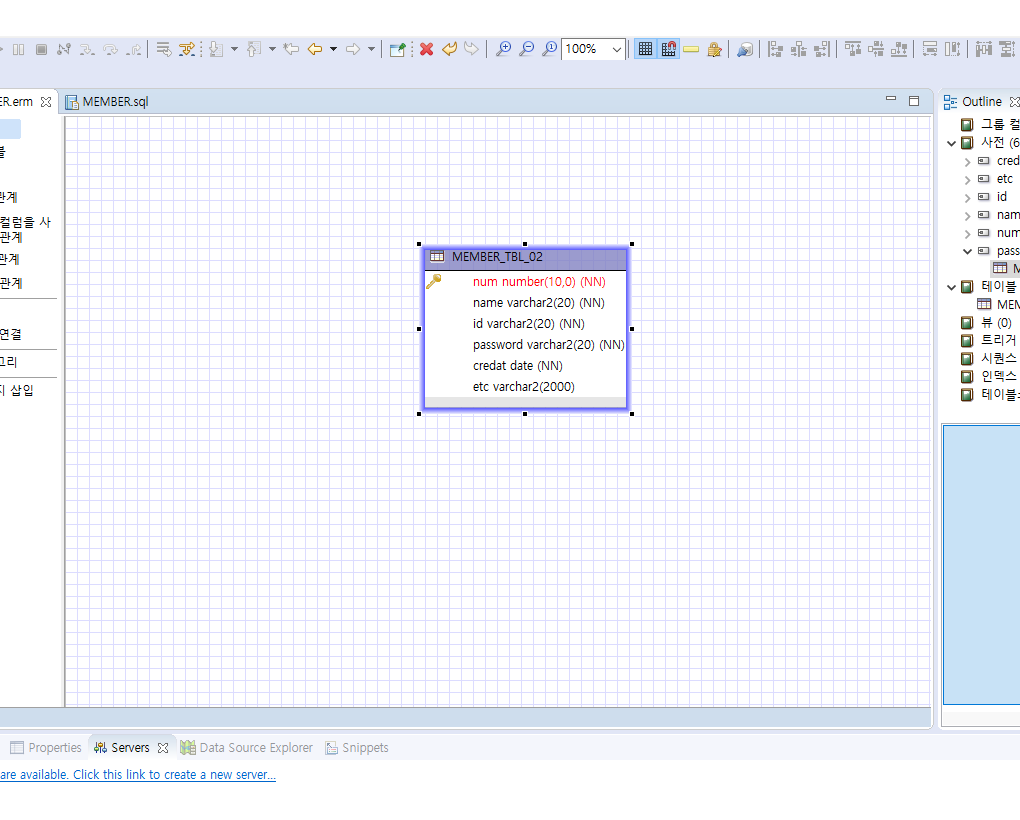 100%
ER.erm
MEMBER.sql
블
관계
컬럼을 사
관계
관계
관계
연결
그리
지 삽입
MEMBER_TBL_02
num number(10,0) (NN)
name varchar2(20) (NN)
id varchar2(20) (NN)
password varchar2(20) (NN)
credat date (NN)
etc varchar2(2000)
Outline
그룹 컬
사전 (6
cred
etc
id
nam
num
pass
M
테이블
MEM
뷰 (0)
트리거
시퀀스
인덱스
테이블스
Properties
Servers
Data Source Explorer
Snippets
are available. Click this link to create a new server...